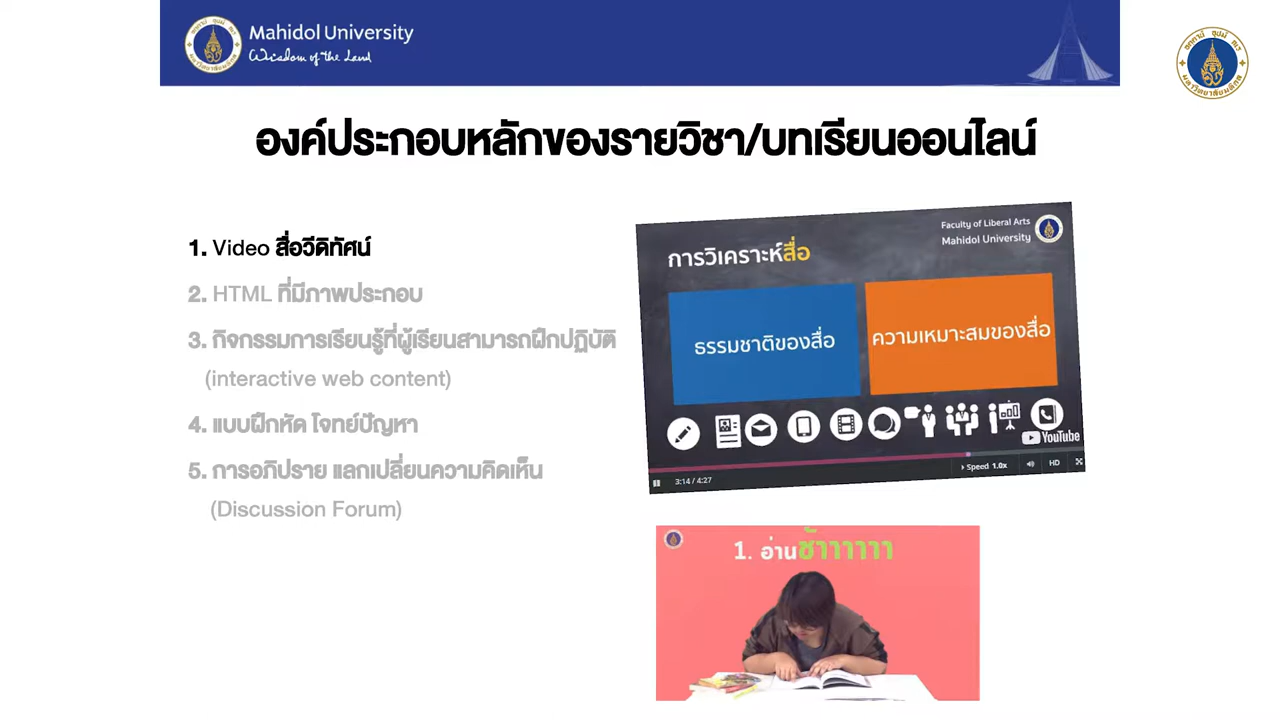 Mahidol University
Wisdom of the Land
องค์ประกอบหลักของรายวิชา/บทเรียนออนไลน์
1. Video สื่อวีดิทัศน์
2. HTML ที่มีภาพประกอบ
3. กิจกรรมการเรียนรู้ที่ผู้เรียนสามารถฝึกปฏิบัติ
(interactive web content)
4. แบบฝึกหัด โจทย์ปัญหา
5. การอภิปราย แลกเปลี่ยนความคิดเห็น
(Discussion Forum)
Faculty of Liberal Arts
Mahidol University
การวิเคราะห์สื่อ
ธรรมชาติของสื่อ
ความเหมาะสมของสื่อ
YouTube
3:14 / 4:27
Speed 1.0x
HD
1. อ่านช้าาาาาา